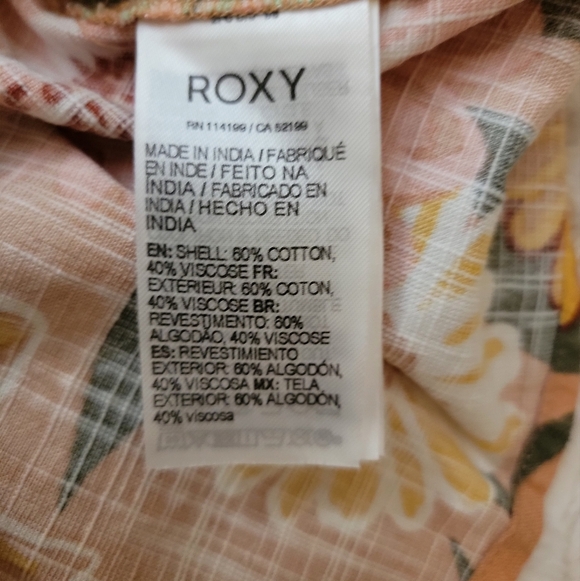 ROXY
RN 114199 / CA 52199
MADE IN INDIA / FABRIQUÉ
EN INDE / FEITO NA
ÍNDIA / FABRICADO EN
INDIA / HECHO EN
INDIA
EN: SHELL: 60% COTTON,
40% VISCOSE FR:
EXTÉRIEUR: 60% COTON,
40% VISCOSE BR:
REVESTIMENTO: 60%
ALGODÃO, 40% VISCOSE
ES: REVESTIMIENTO
EXTERIOR: 60% ALGODÓN,
40% VISCOSA MX: TELA
EXTERIOR: 60% ALGODÓN,
40% viscosa